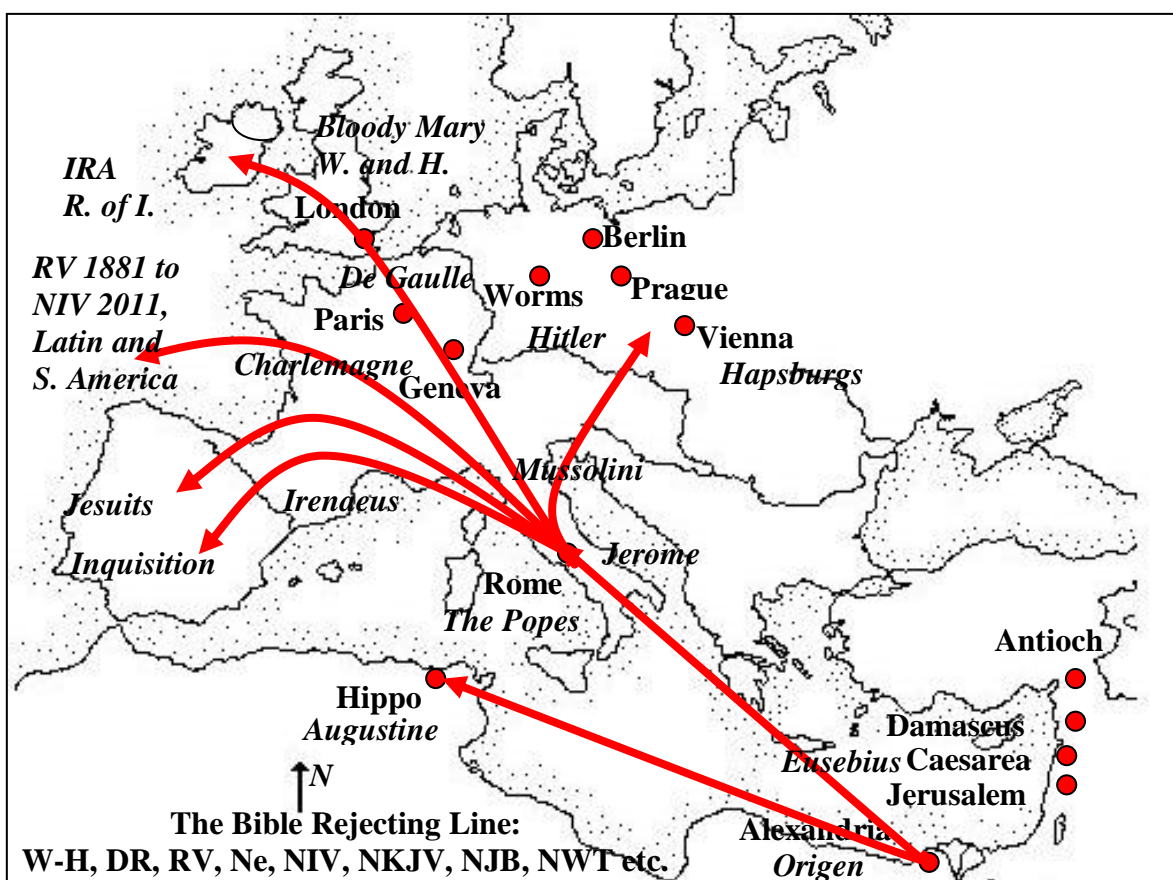 Bloody Mary
W. and H.
IRA
R. of I.
London
Berlin
RV 1881 to
NIV 2011,
Latin and
S. America
De Gaulle
Worms
Prague
Paris
Hitler
Vienna
Charlemagne
Geneva
Hapsburgs
Mussolini
Jesuits
Irenaeus
Inquisition
Jerome
Rome
The Popes
Antioch
Hippo
Augustine
Damascus
Eusebius
Caesarea
Jerusalem
N
The Bible Rejecting Line:
W-H, DR, RV, Ne, NIV, NKJV, NJB, NWT etc.
Alexandria
Origen